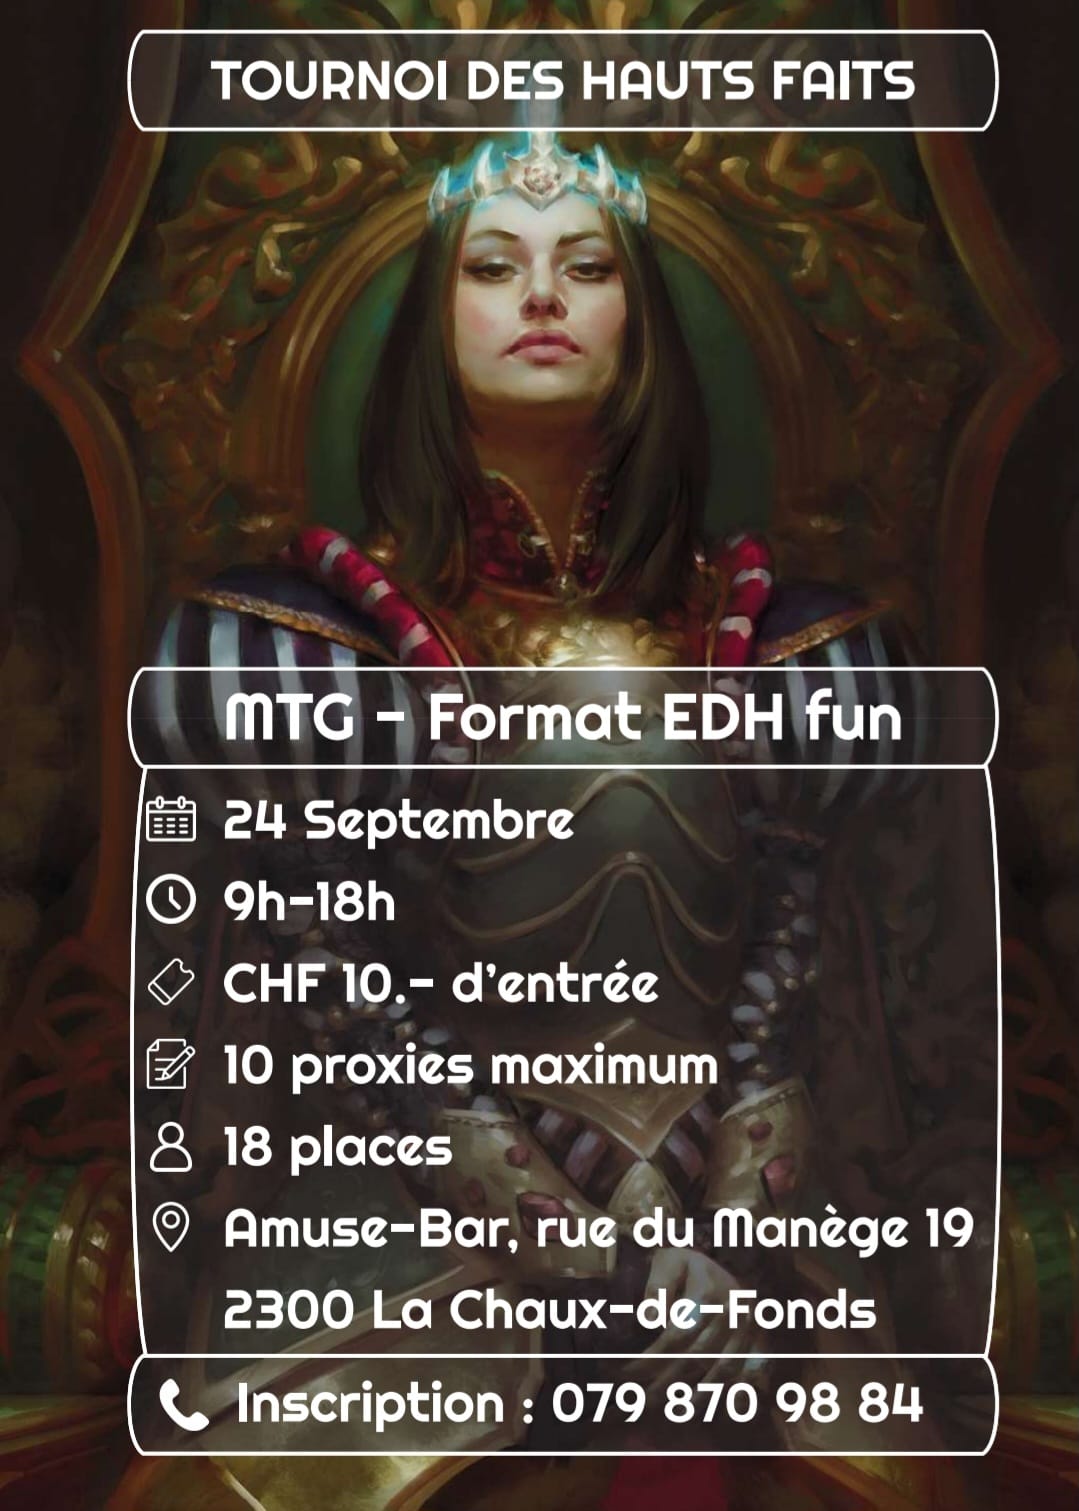 TOURNOI DES HAUTS FAITS
MTG - Format EDH fun
24 Septembre
9h-18h
CHF 10.- d'entrée
10 proxies maximum
18 places
Amuse-Bar, rue du Manège 19
2300 La Chaux-de-Fonds
Inscription : 079 870 98 84